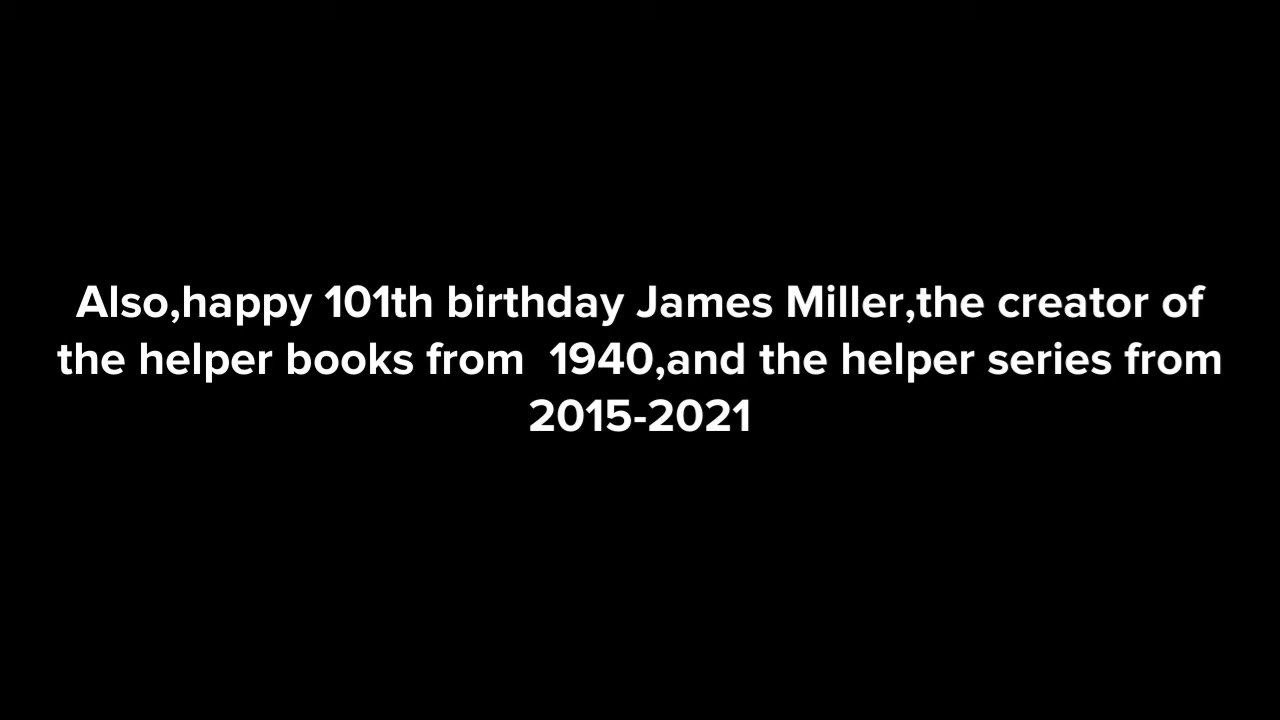 Also,happy 101th birthday James Miller,the creator of
the helper books from  1940,and the helper series from
2015-2021